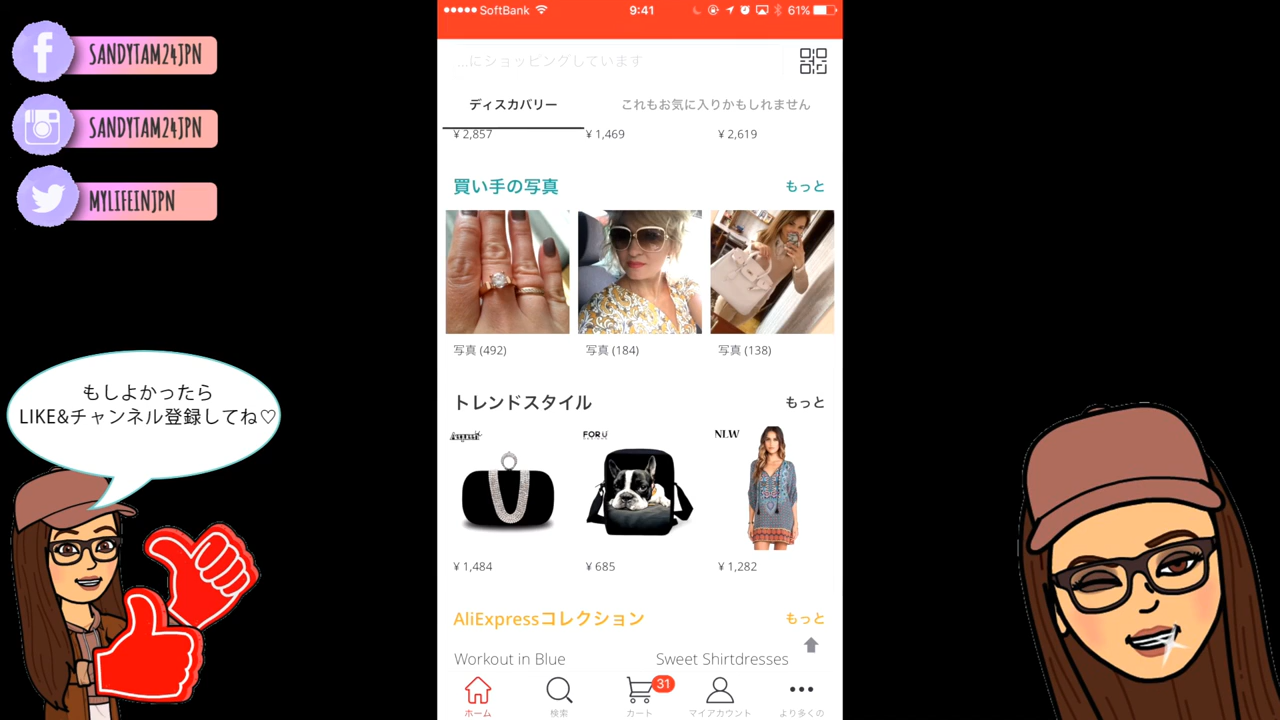 SANDYTAM24JPN
SANDYTAM24JPN
MYLIFEINJPN
もしよかったら
LIKE&チャンネル登録してね♡
SoftBank 9:41 61%
...にショッピングしています
ディスカバリー これもお気に入りかもしれません
¥ 2,857 ¥ 1,469 ¥ 2,619
買い手の写真 もっと
写真 (492) 写真 (184) 写真 (138)
トレンドスタイル もっと
FOR U NLW
¥ 1,484 ¥ 685 ¥ 1,282
AliExpressコレクション もっと
Workout in Blue Sweet Shirtdresses
31
ホーム 検索 カート マイアカウント より多くの